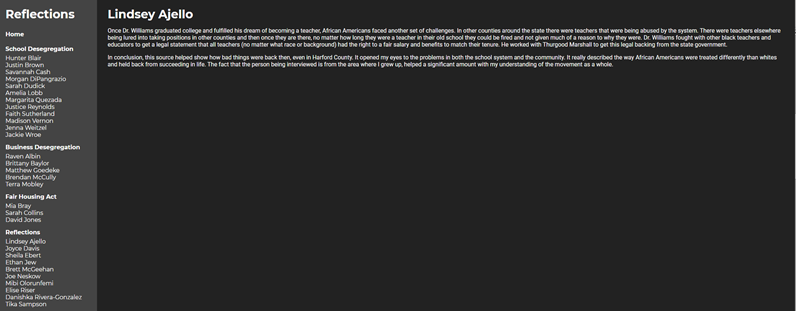 Reflections
Home
School Desegregation
Hunter Blair
Justin Brown
Savannah Cash
Morgan DiPangrazio
Sarah Dudick
Amelia Lobb
Margarita Quezada
Justice Reynolds
Faith Sutherland
Madison Vernon
Jenna Weitzel
Jackie Wroe
Business Desegregation
Raven Albin
Brittany Baylor
Matthew Goedeke
Brendan McCully
Terra Mobley
Fair Housing Act
Mia Bray
Sarah Collins
David Jones
Reflections
Lindsey Ajello
Joyce Davis
Sheila Ebert
Ethan Jew
Brett McGeehan
Joe Neskow
Mibi Olorunfemi
Elise Riser
Danishka Rivera-Gonzalez
Tika Sampson
Lindsey Ajello
Once Dr. Williams graduated college and fulfilled his dream of becoming a teacher, African Americans faced another set of challenges. In other counties around the state there were teachers that were being abused by the system. There were teachers elsewhere
being lured into taking positions in other counties and then once they are there, no matter how long they were a teacher in their old school they could be fired and not given much of a reason to why they were. Dr. Williams fought with other black teachers and
educators to get a legal statement that all teachers (no matter what race or background) had the right to a fair salary and benefits to match their tenure. He worked with Thurgood Marshall to get this legal backing from the state government.
In conclusion, this source helped show how bad things were back then, even in Harford County. It opened my eyes to the problems in both the school system and the community. It really described the way African Americans were treated differently than whites
and held back from succeeding in life. The fact that the person being interviewed is from the area where I grew up, helped a significant amount with my understanding of the movement as a whole.